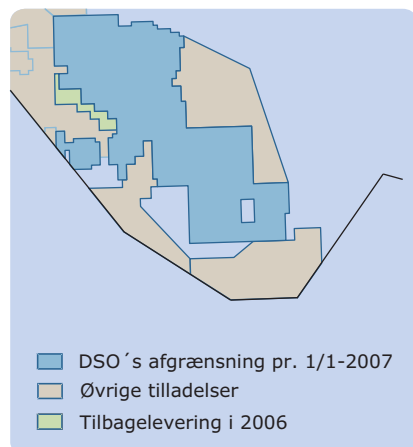 DSO´s afgrænsning pr. 1/1-2007
Øvrige tilladelser
Tilbagelevering i 2006